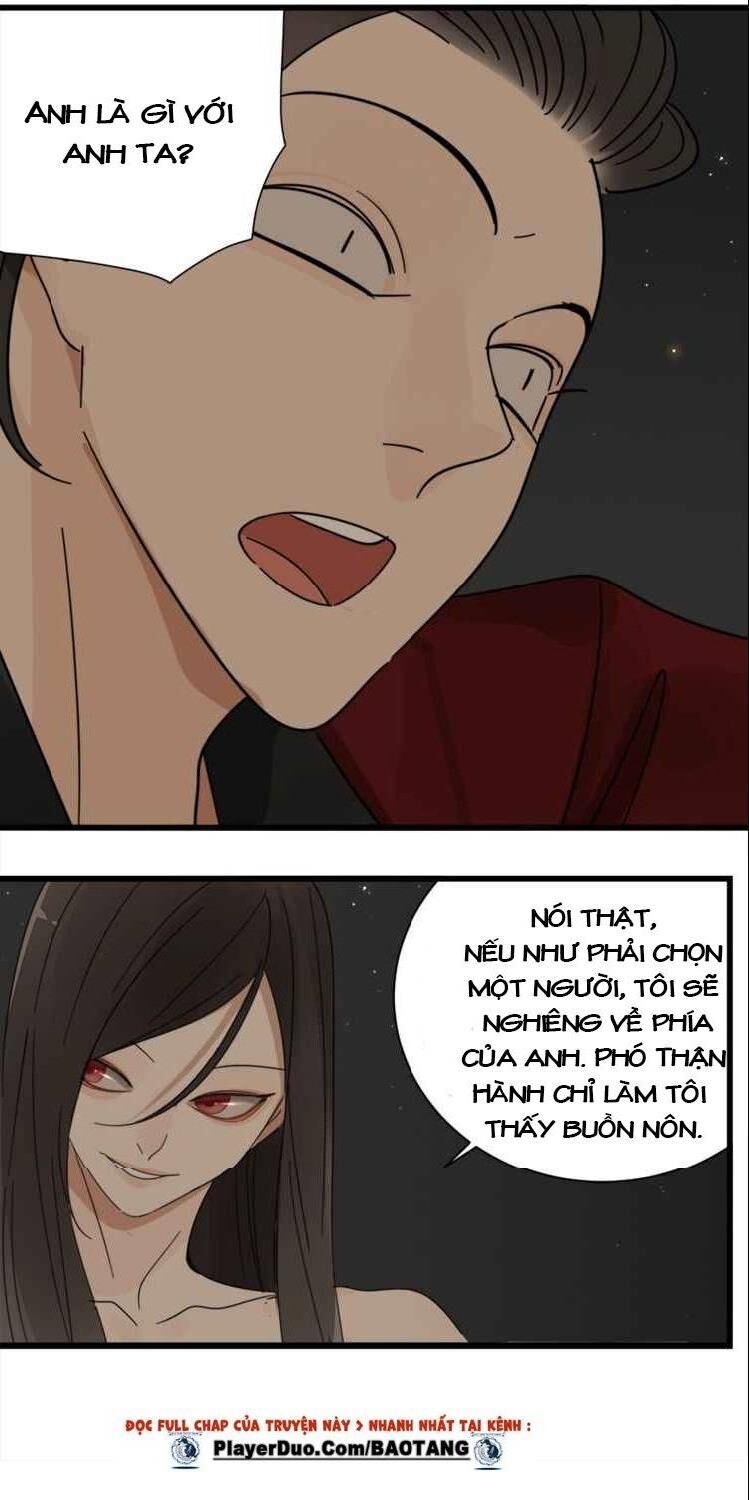 ANH LÀ GÌ VỚI
ANH TA?
NÓI THẬT,
NẾU NHƯ PHẢI CHỌN
MỘT NGƯỜI, TÔI SẼ
NGHIÊNG VỀ PHÍA
CỦA ANH. PHÓ THẬN
HÀNH CHỈ LÀM TÔI
THẤY BUỒN NÔN.
ĐỌC FULL CHAP CỦA TRUYỆN NÀY > NHANH NHẤT TẠI KÊNH :
PLAYERDUO.COM/BAOTANG